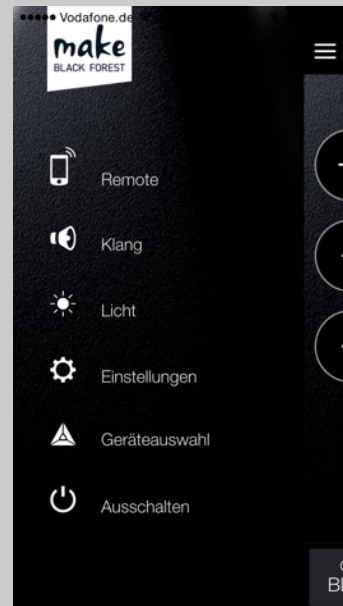 Vodafone.de
make
BLACK FOREST
Remote
Klang
Licht
Einstellungen
Geräteauswahl
Ausschalten